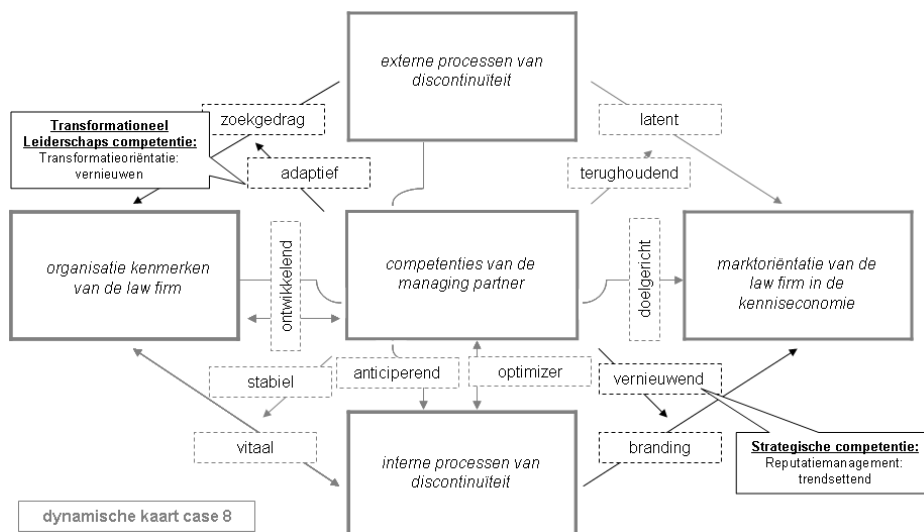 externe processen van
discontinuïteit
zoekgedrag
latent
Transformationeel
Leiderschaps competentie:
Transformatieoriëntatie:
vernieuwen
adaptief
terughoudend
organisatie kenmerken
van de law firm
ontwikkelend
competenties van de
managing partner
doelgericht
marktoriëntatie van de
law firm in de
kenniseconomie
stabiel
anticiperend
optimizer
vernieuwend
vitaal
branding
interne processen van
discontinuïteit
Strategische competentie:
Reputatiemanagement:
trendsettend
dynamische kaart case 8